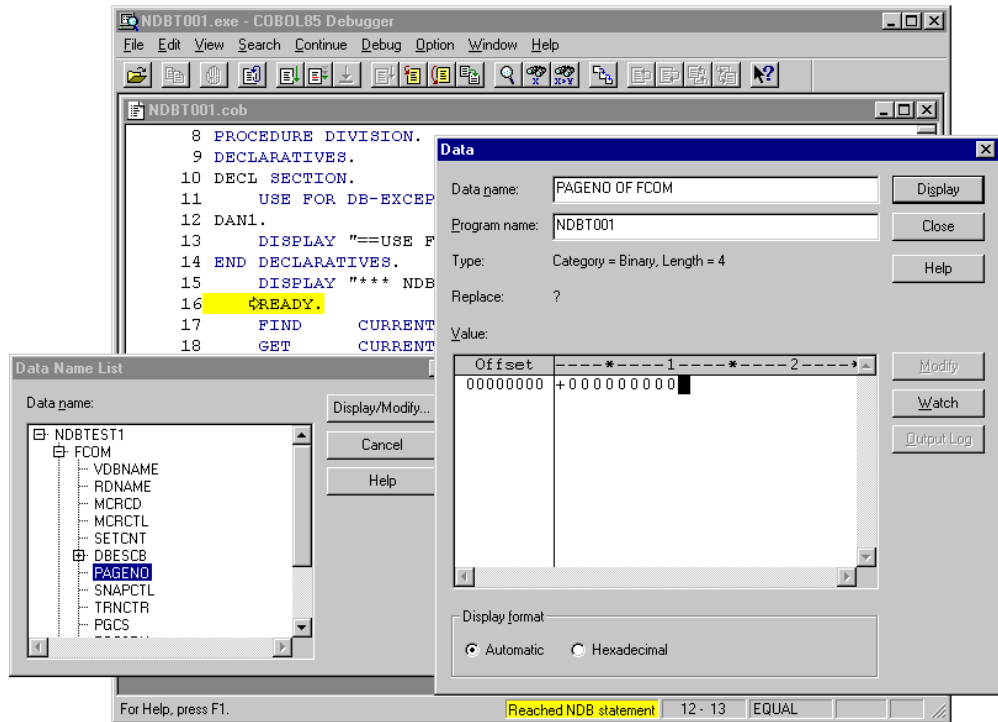 NDBT001.exe - COBOL85 Debugger
File Edit View Search Continue Debug Option Window Help
NDBT001.cob
8 PROCEDURE DIVISION.
9 DECLARATIVES.
10 DECL SECTION.
11 USE FOR DB-EXCEP
12 DAN1.
13 DISPLAY "==USE F
14 END DECLARATIVES.
15 DISPLAY "*** NDB
16 READY.
17 FIND CURRENT
18 GET CURRENT
Data
Data name: PAGENO OF FCOM
Display
Program name: NDBT001
Close
Type: Category = Binary, Length = 4
Help
Replace: ?
Value:
Offset ----*----1----*----2----*
00000000 +000000000
Modify
Watch
Output Log
Display format
Automatic Hexadecimal
Data Name List
Data name:
Display/Modify...
Cancel
Help
NDBTEST1
FCOM
VDBNAME
RDNAME
MCRCD
MCRCTL
SETCNT
DBESCB
PAGENO
SNAPCTL
TRNCTR
PGCS
For Help, press F1.
Reached NDB statement 12 - 13 EQUAL